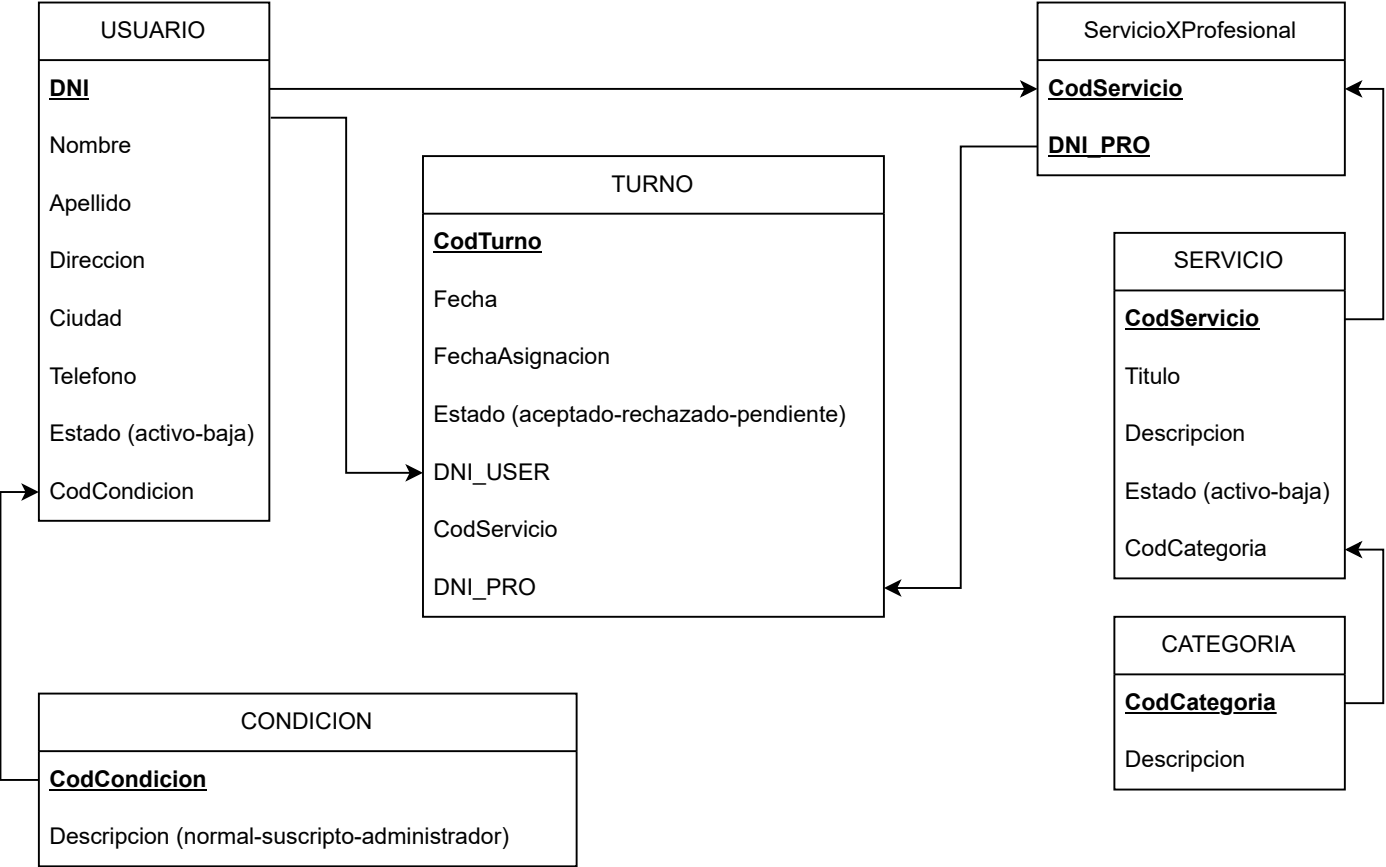 USUARIO
DNI
Nombre
Apellido
Direccion
Ciudad
Telefono
Estado (activo-baja)
CodCondicion
TURNO
CodTurno
Fecha
FechaAsignacion
Estado (aceptado-rechazado-pendiente)
DNI_USER
CodServicio
DNI_PRO
ServicioXProfesional
CodServicio
DNI_PRO
SERVICIO
CodServicio
Titulo
Descripcion
Estado (activo-baja)
CodCategoria
CATEGORIA
CodCategoria
Descripcion
CONDICION
CodCondicion
Descripcion (normal-suscripto-administrador)